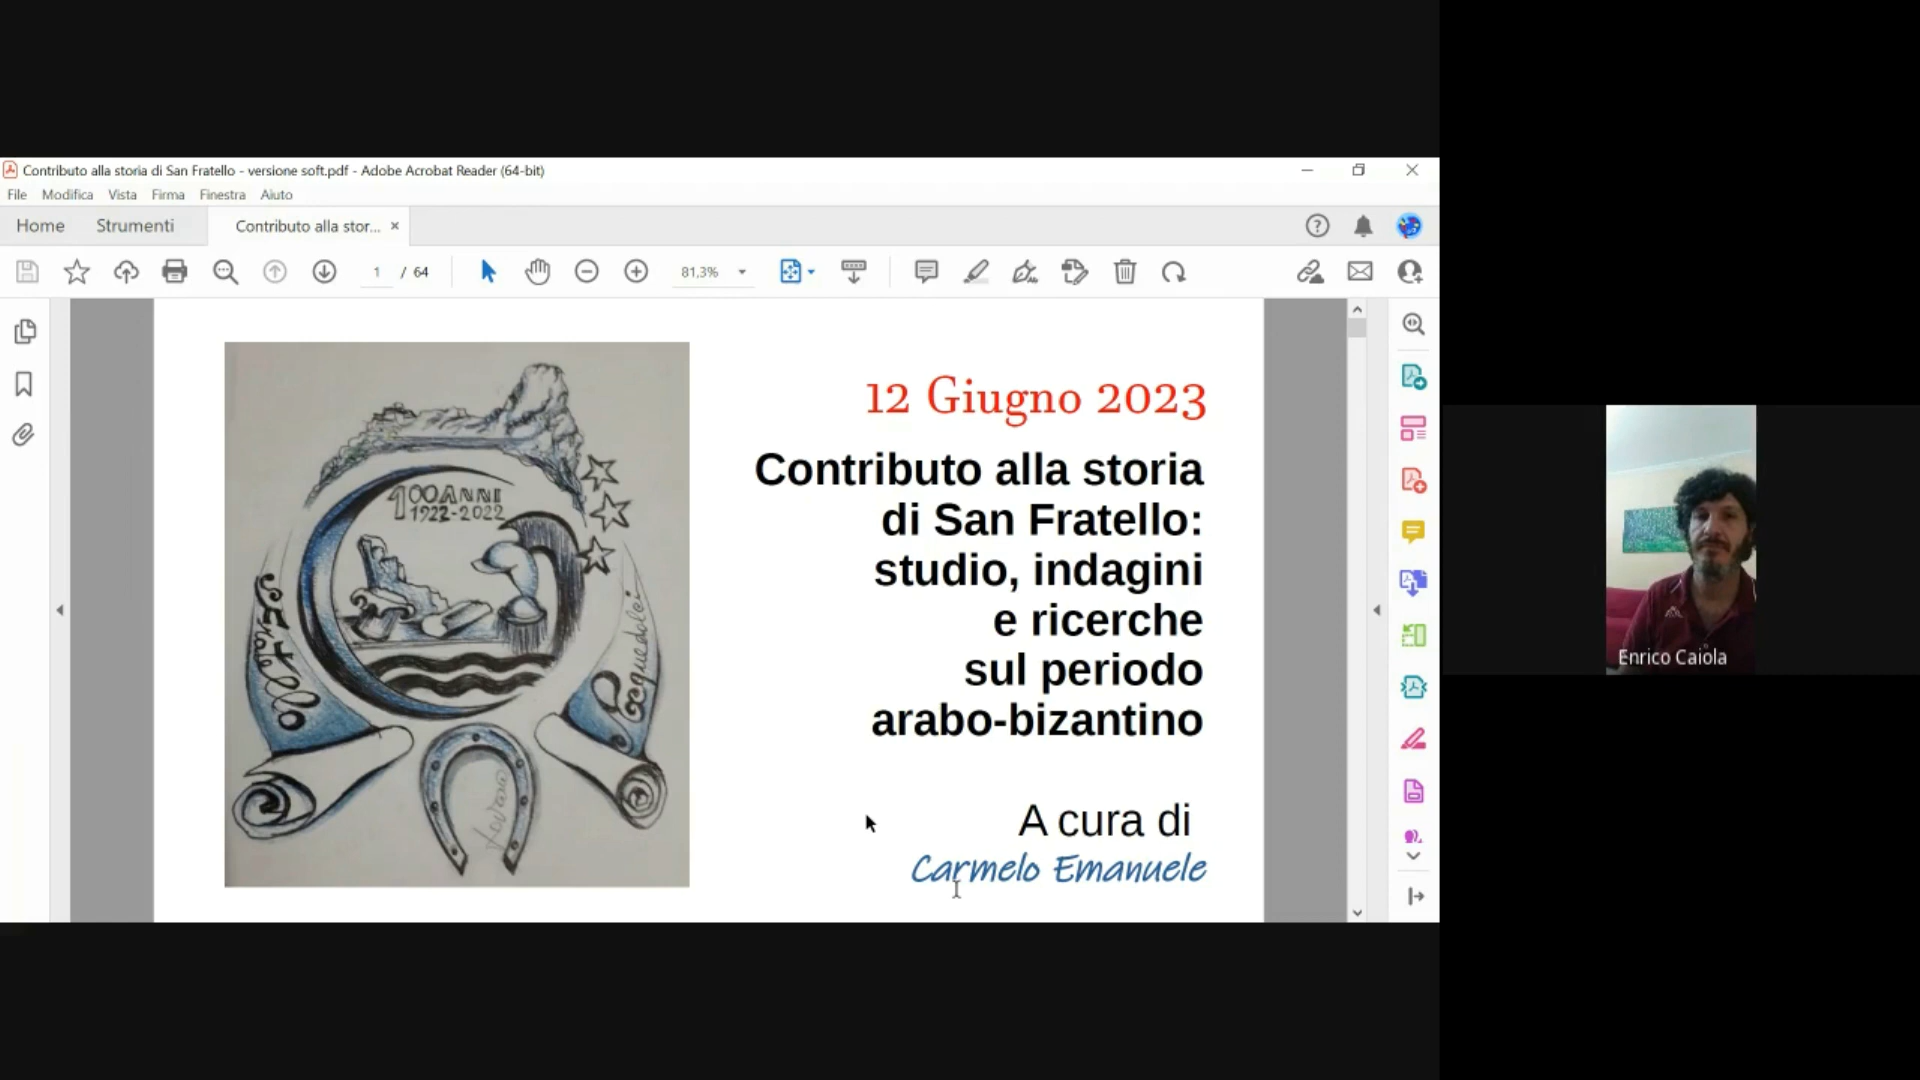 Contributo alla storia di San Fratello - versione soft.pdf - Adobe Acrobat Reader (64-bit)
File Modifica Vista Firma Finestra Aiuto
Home Strumenti Contributo alla stor... ×
1 / 64 81,3%
12 Giugno 2023
Contributo alla storia
di San Fratello:
studio, indagini
e ricerche
sul periodo
arabo-bizantino
A cura di
Carmelo Emanuele
100 ANNI
1922-2022
S. Fratello
Acquedolci
Enrico Caiola